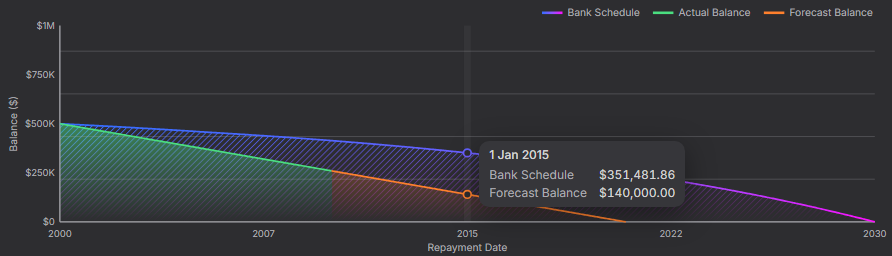 Bank Schedule Actual Balance Forecast Balance
$1M
$750K
$500K
$250K
$0
Balance ($)
1 Jan 2015
Bank Schedule $351,481.86
Forecast Balance $140,000.00
2000 2007 2015 2022 2030
Repayment Date